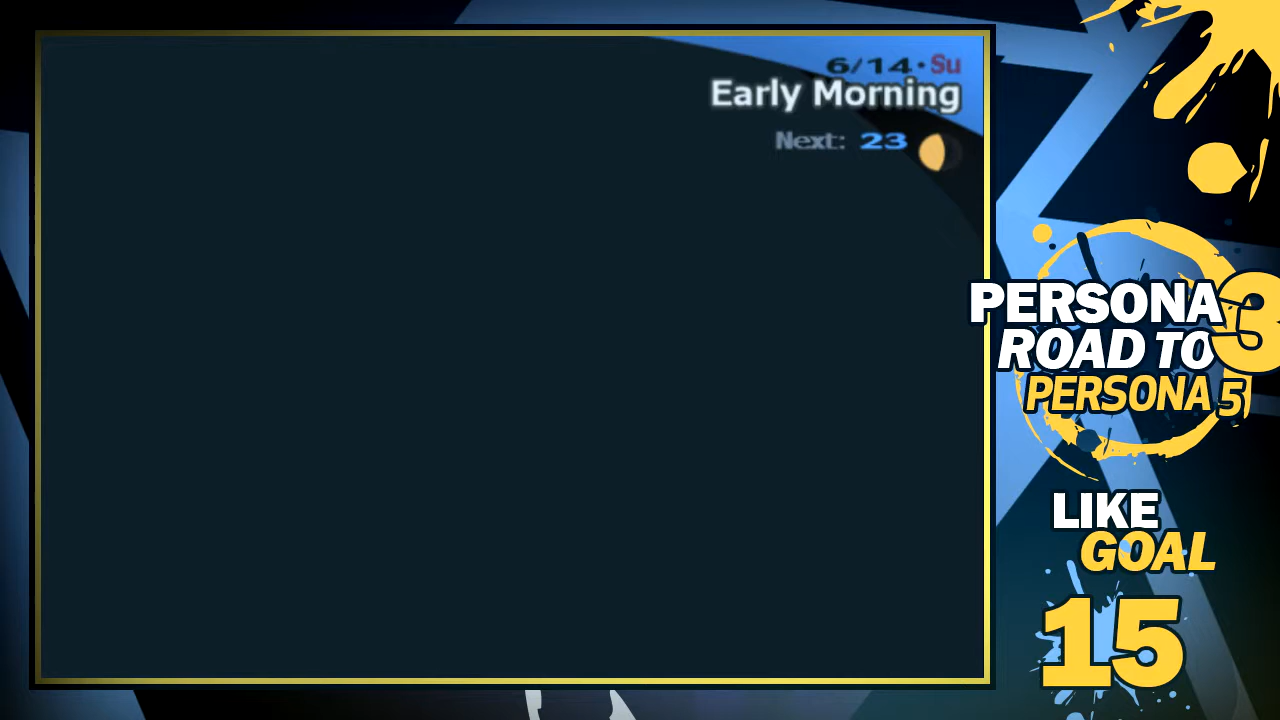 6/14•Su
Early Morning
Next: 23
PERSONA 3
ROAD TO
PERSONA 5
LIKE
GOAL
15